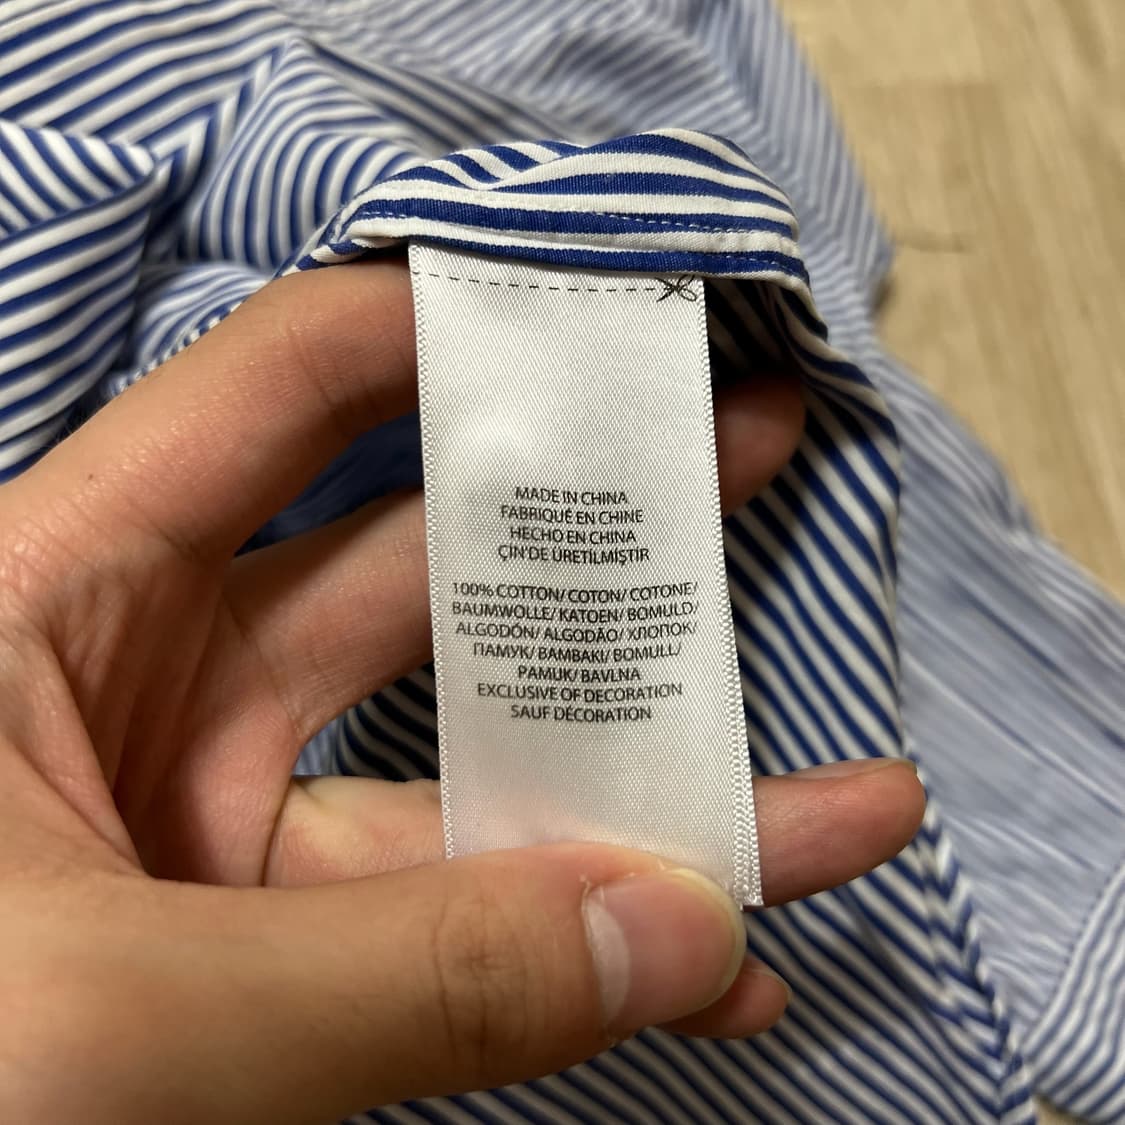 MADE IN CHINA
FABRIQUÉ EN CHINE
HECHO EN CHINA
ÇIN'DE ÜRETİLMİŞTİR
100% COTTON/ COTON/ COTONE/
BAUMWOLLE/ KATOEN/ BOMULD/
ALGODÓN/ ALGODÃO/ ХЛОПОК/
ПАМУК/ BAMBAKI/ BOMULL/
PAMUK/ BAVLNA
EXCLUSIVE OF DECORATION
SAUF DÉCORATION